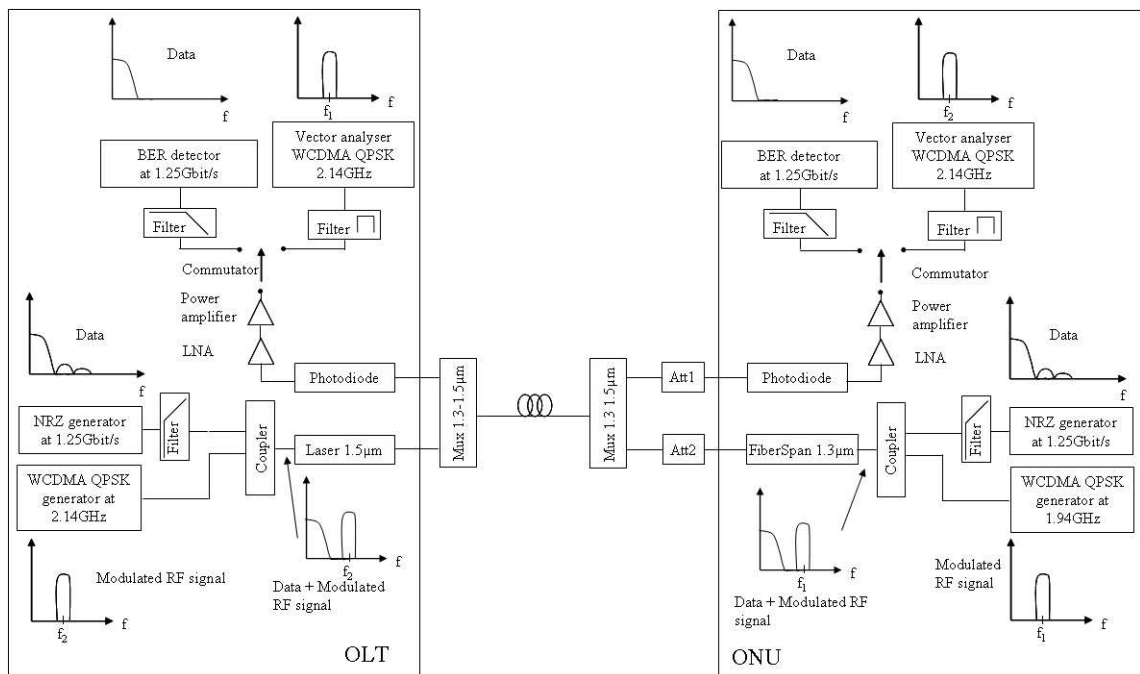 Data
f
f1
f
BER detector
at 1.25Gbit/s
Vector analyser
WCDMA QPSK
2.14GHz
Filter
Filter
Commutator
Power
amplifier
LNA
Data
f
Photodiode
NRZ generator
at 1.25Gbit/s
Filter
Coupler
Laser 1.5µm
WCDMA QPSK
generator at
2.14GHz
Modulated RF signal
f2
f
f2
f
Data + Modulated
RF signal
OLT
Mux 1.3-1.5µm
Mux 1.3 1.5µm
Att1
Att2
Data
f
f2
f
BER detector
at 1.25Gbit/s
Vector analyser
WCDMA QPSK
2.14GHz
Filter
Filter
Commutator
Power
amplifier
LNA
Data
f
Photodiode
FiberSpan 1.3µm
Coupler
Filter
NRZ generator
at 1.25Gbit/s
WCDMA QPSK
generator at
1.94GHz
f1
f
Data + Modulated RF
signal
Modulated
RF signal
f1
f
ONU